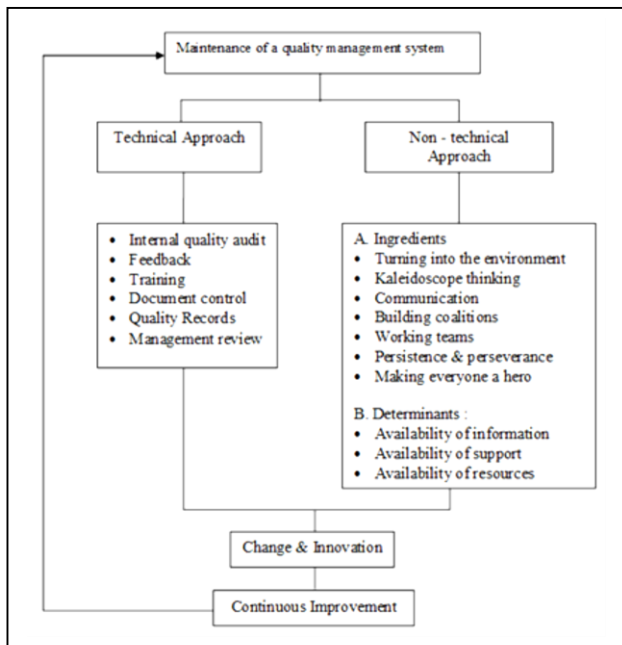 Maintenance of a quality management system
Technical Approach
Non - technical
Approach
• Internal quality audit
• Feedback
• Training
• Document control
• Quality Records
• Management review
A. Ingredients
• Turning into the environment
• Kaleidoscope thinking
• Communication
• Building coalitions
• Working teams
• Persistence & perseverance
• Making everyone a hero
B. Determinants :
• Availability of information
• Availability of support
• Availability of resources
Change & Innovation
Continuous Improvement